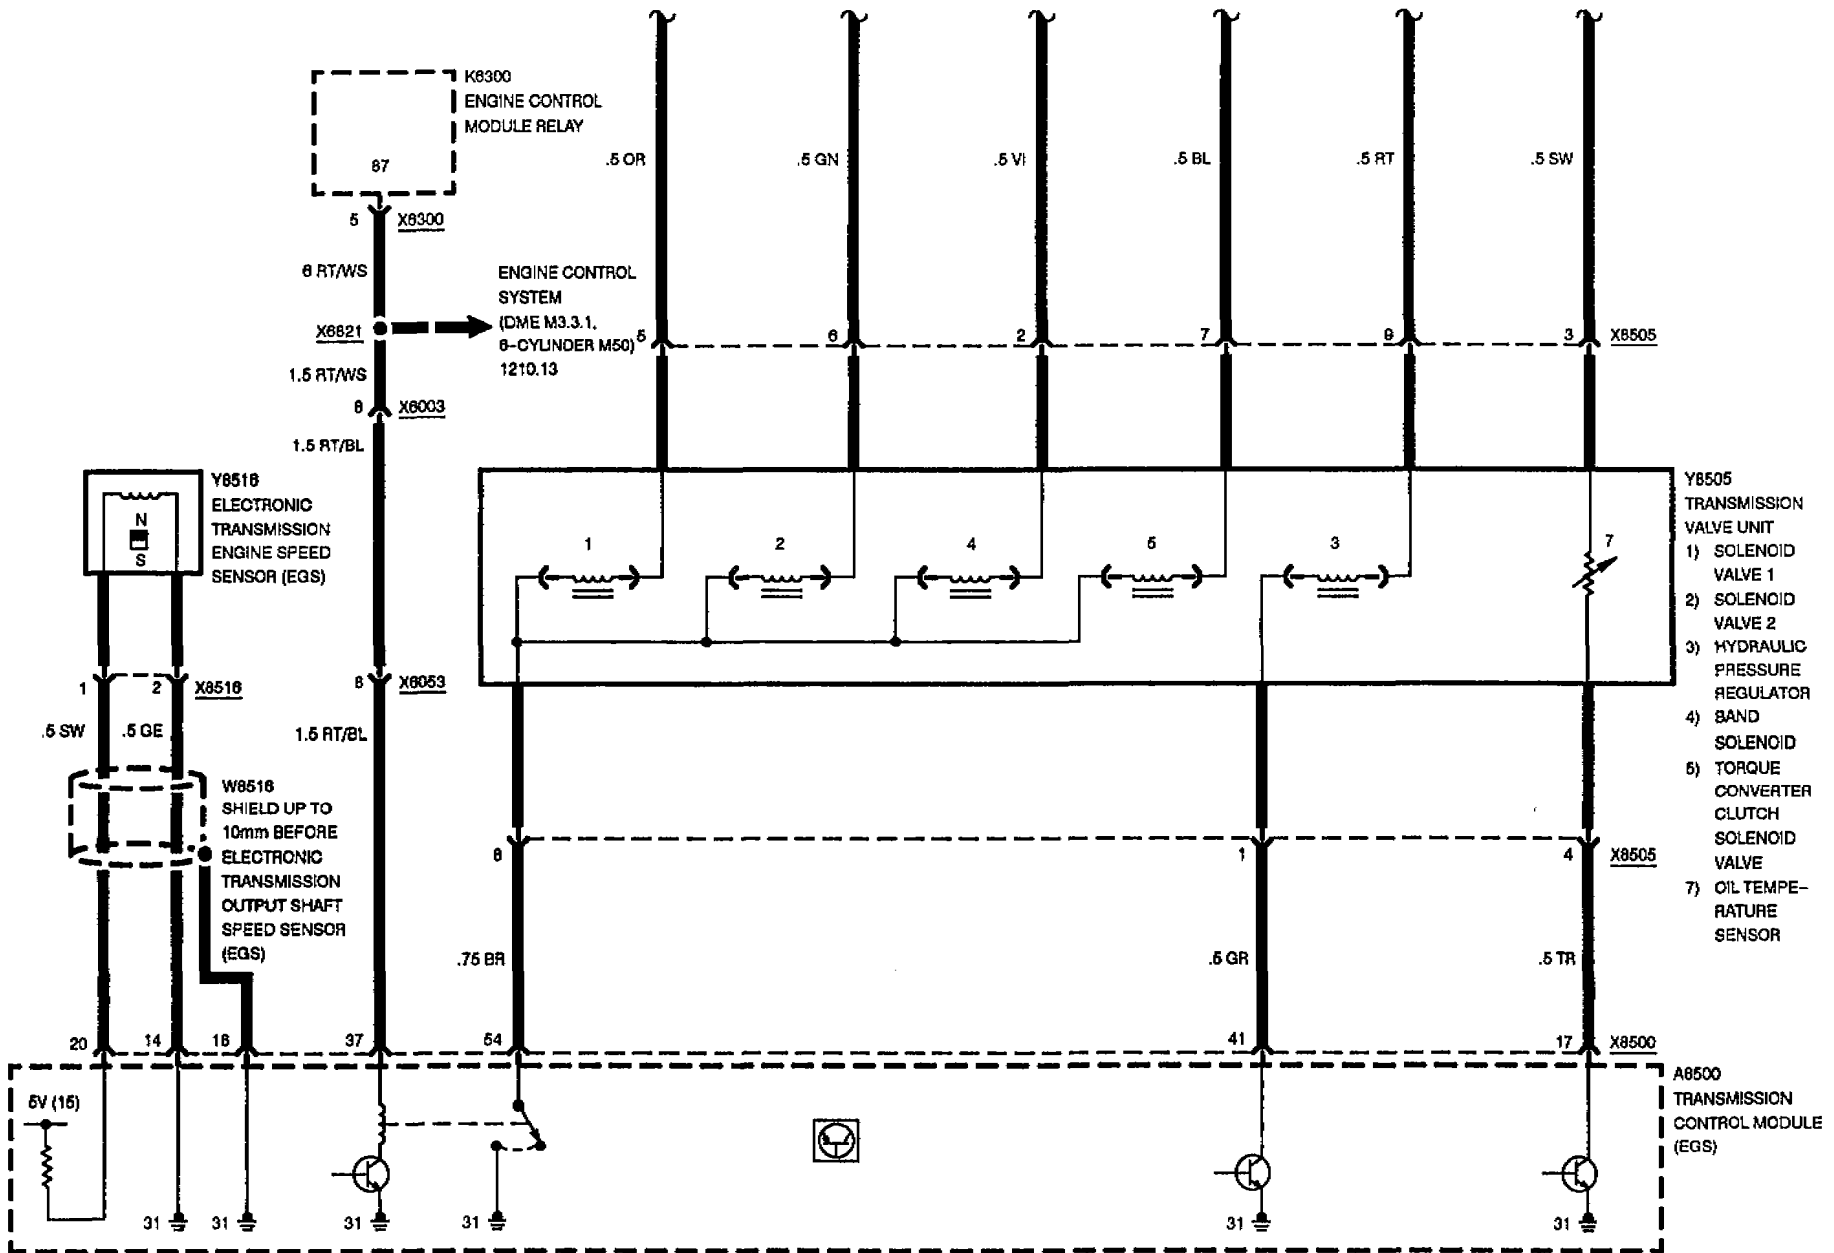 K6300
ENGINE CONTROL
MODULE RELAY
87
5
X6300
6 RT/WS
X6821
ENGINE CONTROL
SYSTEM
(DME M3.3.1,
6-CYLINDER M50)
1210.13
1.5 RT/WS
8
X6003
1.5 RT/BL
.5 OR
.5 GN
.5 VI
.5 BL
.5 RT
.5 SW
5
6
2
7
9
3
X8505
Y8516
ELECTRONIC
TRANSMISSION
ENGINE SPEED
SENSOR (EGS)
N
S
1
2
4
5
3
7
Y8505
TRANSMISSION
VALVE UNIT
1) SOLENOID
VALVE 1
2) SOLENOID
VALVE 2
3) HYDRAULIC
PRESSURE
REGULATOR
4) BAND
SOLENOID
5) TORQUE
CONVERTER
CLUTCH
SOLENOID
VALVE
7) OIL TEMPE-
RATURE
SENSOR
1
2
X8516
8
X6053
.5 SW
.5 GE
1.5 RT/BL
W8516
SHIELD UP TO
10mm BEFORE
ELECTRONIC
TRANSMISSION
OUTPUT SHAFT
SPEED SENSOR
(EGS)
8
1
4
X8505
.75 BR
.5 GR
.5 TR
20
14
16
37
54
41
17
X8500
A8500
TRANSMISSION
CONTROL MODULE
(EGS)
5V (15)
31
31
31
31
31
31